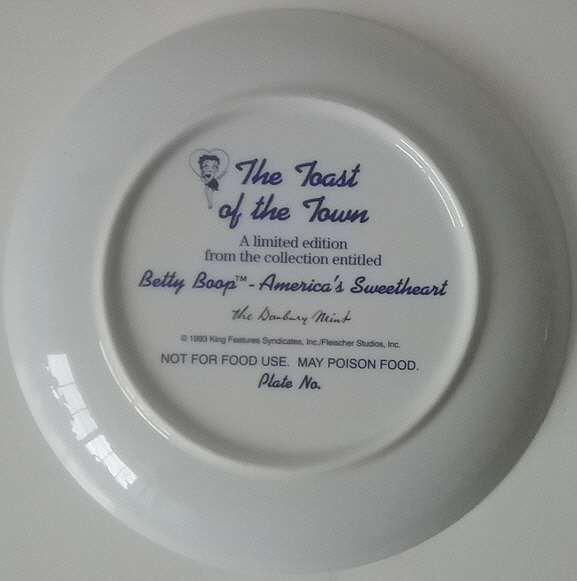 The Toast
of the Town
A limited edition
from the collection entitled
Betty Boop™ - America's Sweetheart
the Danbury Mint
© 1993 King Features Syndicates, Inc./Fleischer Studios, Inc.
NOT FOR FOOD USE. MAY POISON FOOD.
Plate No.